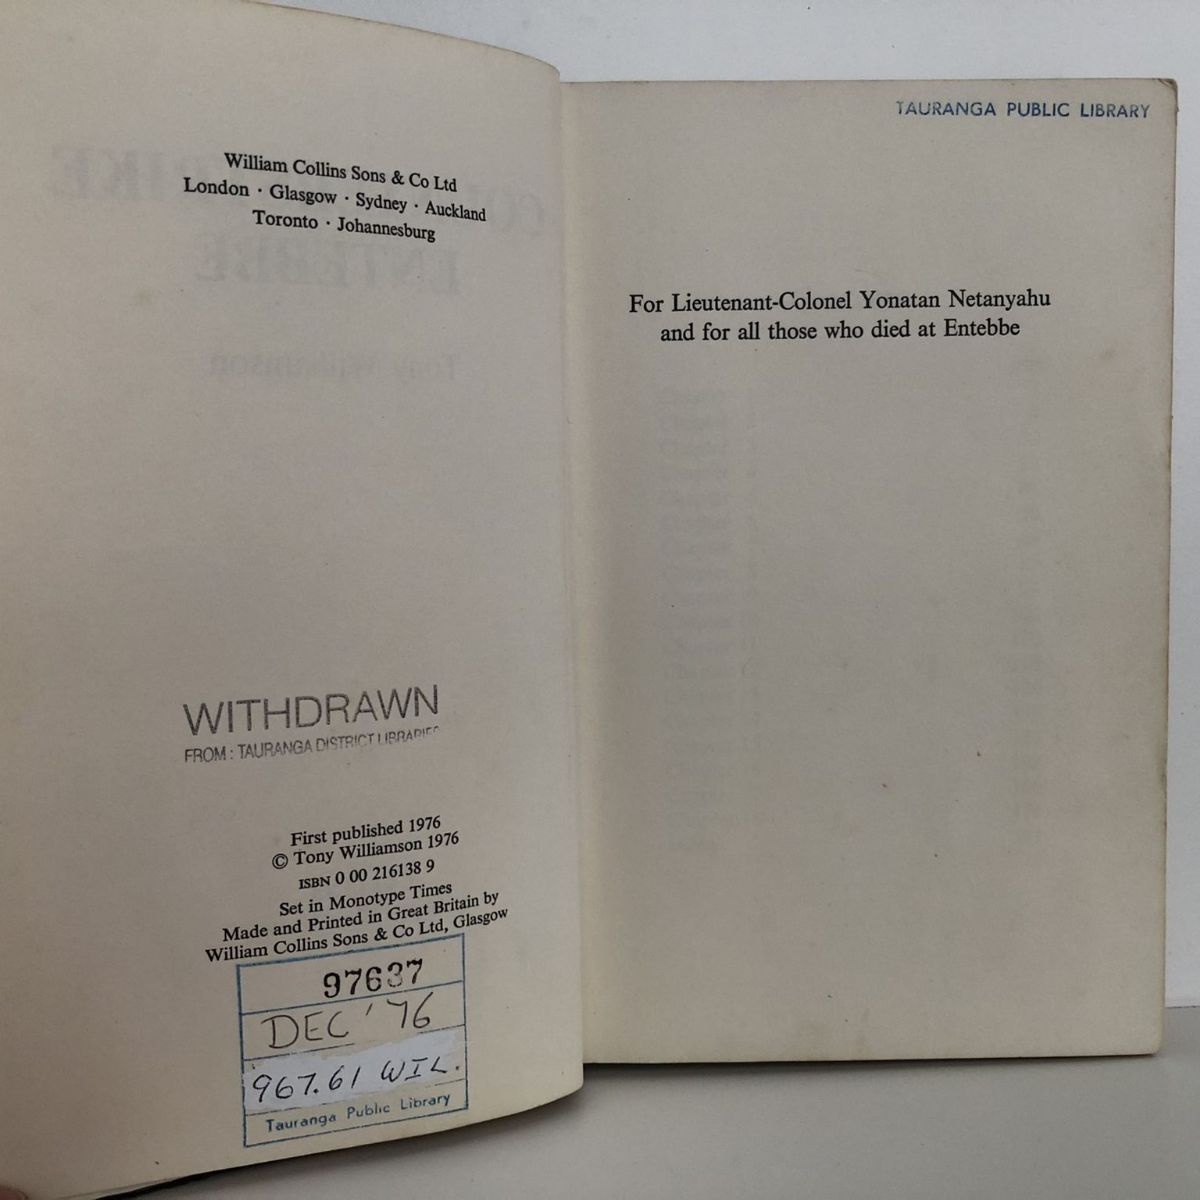 William Collins Sons & Co Ltd
London · Glasgow · Sydney · Auckland
Toronto · Johannesburg
WITHDRAWN
FROM : TAURANGA DISTRICT LIBRARIES
First published 1976
© Tony Williamson 1976
ISBN 0 00 216138 9
Set in Monotype Times
Made and Printed in Great Britain by
William Collins Sons & Co Ltd, Glasgow
97637
DEC '76
967.61 WIL.
Tauranga Public Library
TAURANGA PUBLIC LIBRARY
For Lieutenant-Colonel Yonatan Netanyahu
and for all those who died at Entebbe